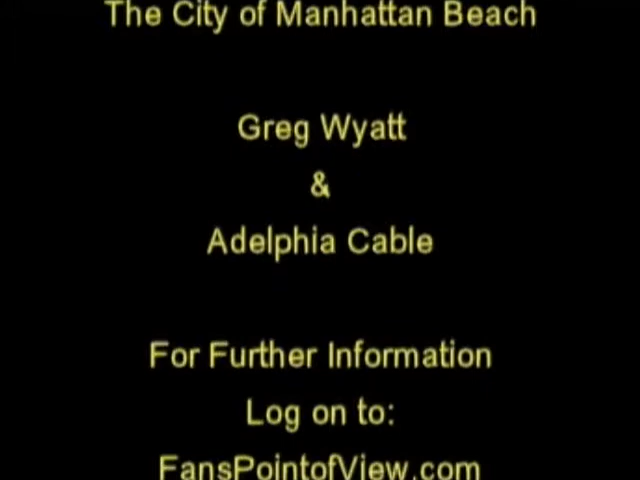 The City of Manhattan Beach
Greg Wyatt
&
Adelphia Cable
For Further Information
Log on to:
FansPointofView.com